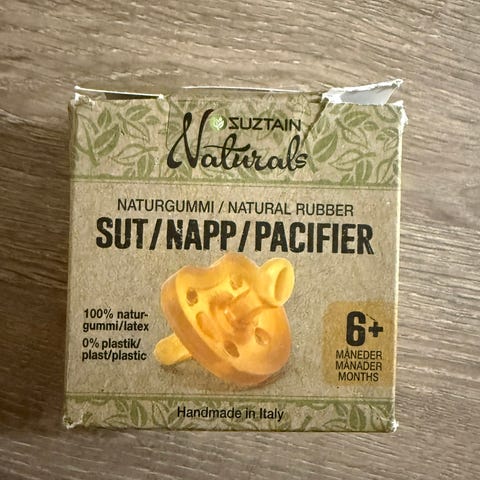 SUZTAIN
Naturals
NATURGUMMI / NATURAL RUBBER
SUT/NAPP/PACIFIER
100% natur-
gummi/latex
0% plastik/
plast/plastic
6+
MÅNEDER
MÅNADER
MONTHS
Handmade in Italy